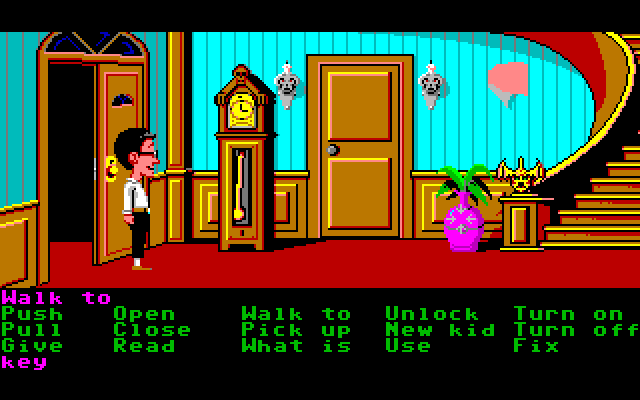 Walk to
Push Open Walk to Unlock Turn on
Pull Close Pick up New kid Turn off
Give Read What is Use Fix
key